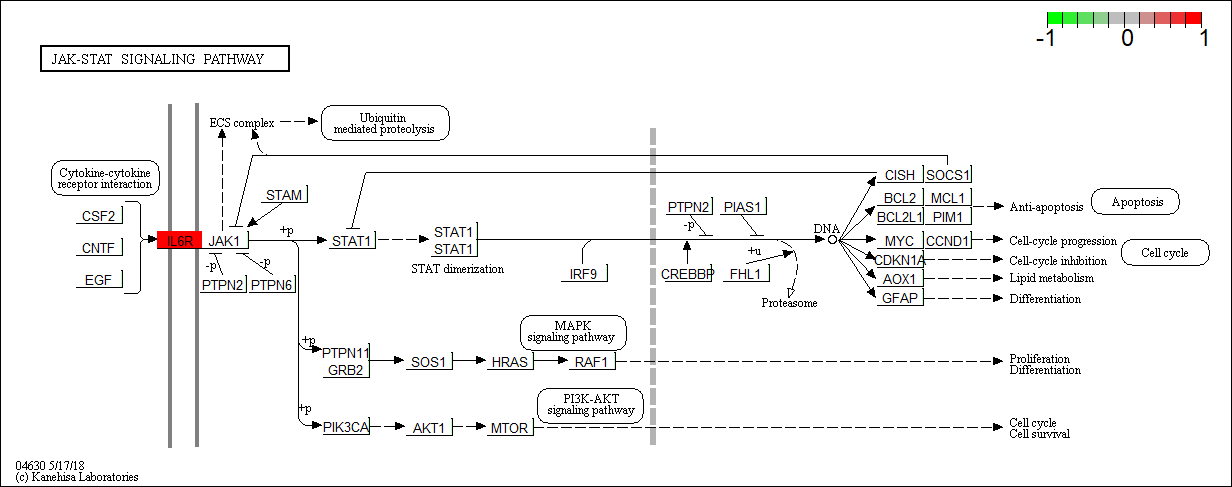 -1 0 1
JAK-STAT SIGNALING PATHWAY
ECS complex
Ubiquitin
mediated proteolysis
Cytokine-cytokine
receptor interaction
CISH SOCS1
STAM
BCL2 MCL1
Anti-apoptosis
Apoptosis
CSF2
PTPN2 PIAS1
-p
BCL2L1 PIM1
+p
STAT1
DNA
IL6R JAK1
STAT1
STAT1
MYC CCND1
Cell-cycle progression
CNTF
+u
Cell cycle
-p -p
STAT dimerization
CDKN1A
Cell-cycle inhibition
EGF
PTPN2 PTPN6
IRF9
CREBBP FHL1
AOX1
Lipid metabolism
Proteasome
GFAP
Differentiation
MAPK
signaling pathway
+p
PTPN11
GRB2
SOS1
HRAS
RAF1
Proliferation
Differentiation
PI3K-AKT
signaling pathway
+p
PIK3CA
AKT1
MTOR
Cell cycle
Cell survival
04630 5/17/18
(c) Kanehisa Laboratories